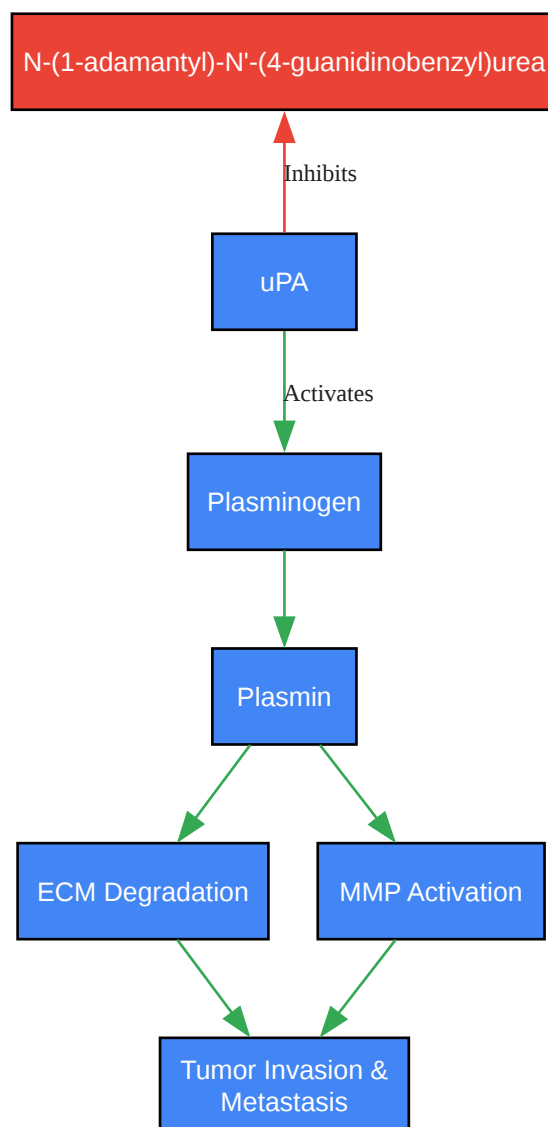 N-(1-adamantyl)-N'-(4-guanidinobenzyl)urea
Inhibits
uPA
Activates
Plasminogen
Plasmin
ECM Degradation
MMP Activation
Tumor Invasion &
Metastasis